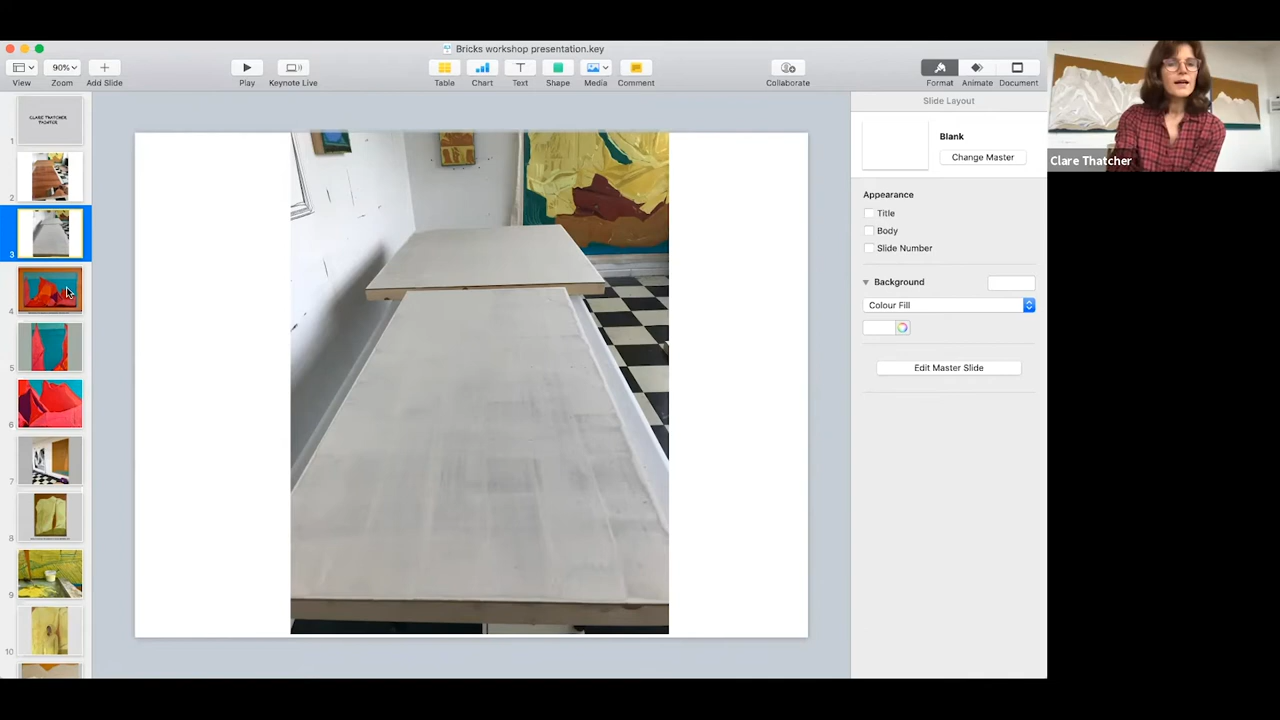 Bricks workshop presentation.key
View
90%
Zoom
Add Slide
Play
Keynote Live
Table
Chart
Text
Shape
Media
Comment
Collaborate
Format
Animate
Document
CLARE THATCHER
1
2
3
4
5
6
7
8
9
10
Slide Layout
Blank
Change Master
Appearance
Title
Body
Slide Number
Background
Colour Fill
Edit Master Slide
Clare Thatcher